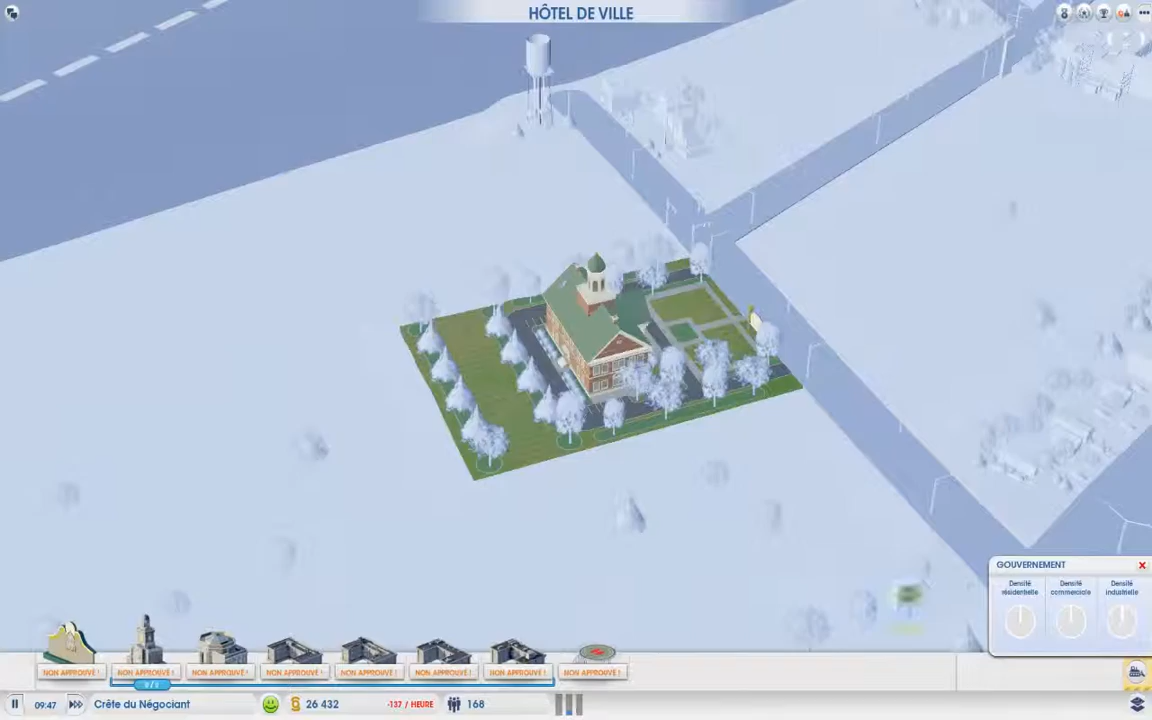 HÔTEL DE VILLE
GOUVERNEMENT
Densité résidentielle
Densité commerciale
Densité industrielle
NON APPROUVÉ !
NON APPROUVÉ !
NON APPROUVÉ !
NON APPROUVÉ !
NON APPROUVÉ !
NON APPROUVÉ !
NON APPROUVÉ !
NON APPROUVÉ !
09:47
Crête du Négociant
26 432
-137 / HEURE
168